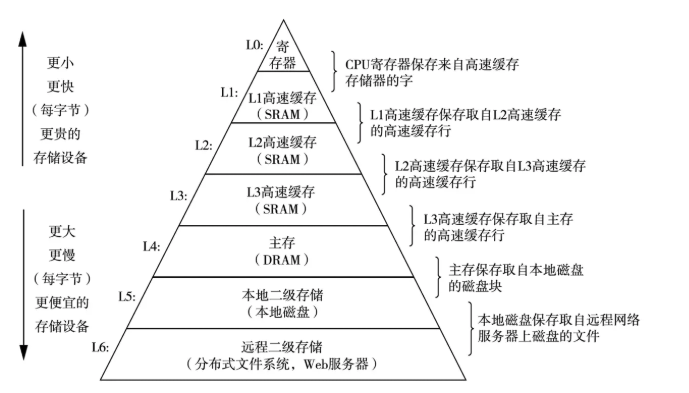 更小
更快
（每字节）
更贵的
存储设备
更大
更慢
（每字节）
更便宜的
存储设备
L0:
寄
存器
L1:
L1高速缓存
（SRAM）
L2:
L2高速缓存
（SRAM）
L3:
L3高速缓存
（SRAM）
L4:
主存
（DRAM）
L5:
本地二级存储
（本地磁盘）
L6:
远程二级存储
（分布式文件系统，Web服务器）
CPU寄存器保存来自高速缓存
存储器的字
L1高速缓存保存取自L2高速缓存
的高速缓存行
L2高速缓存保存取自L3高速缓存
的高速缓存行
L3高速缓存保存取自主存
的高速缓存行
主存保存取自本地磁盘
的磁盘块
本地磁盘保存取自远程网络
服务器上磁盘的文件